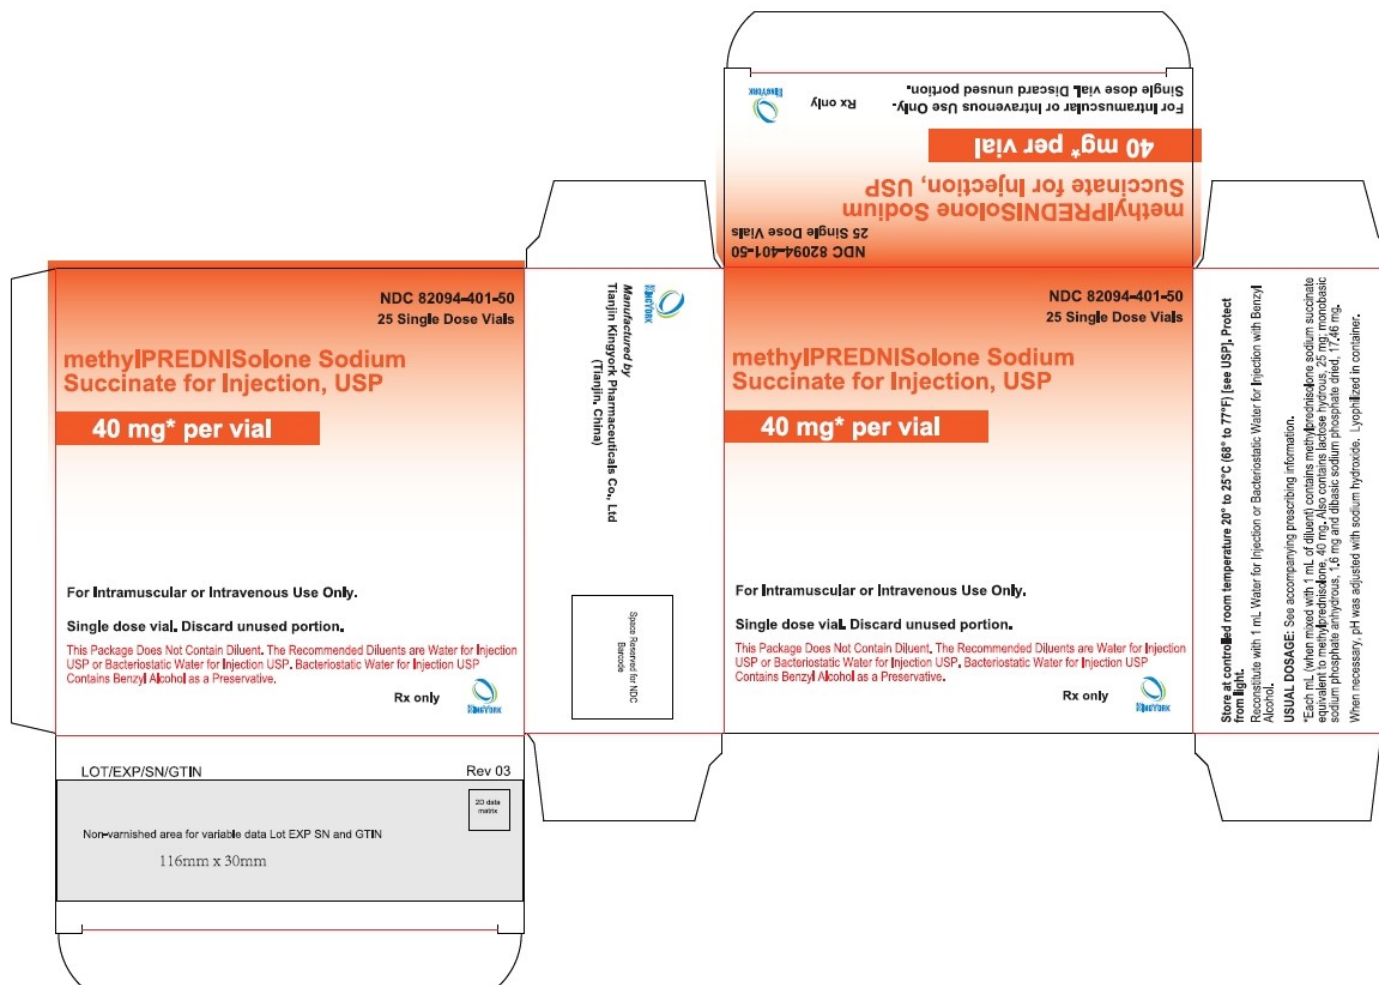 For Intramuscular or Intravenous Use Only.
Single dose vial. Discard unused portion.
Rx only
KINGYORK
40 mg* per vial
methylPREDNISolone Sodium
Succinate for Injection, USP
25 Single Dose Vials
NDC 82094-401-50
NDC 82094-401-50
25 Single Dose Vials
methylPREDNISolone Sodium
Succinate for Injection, USP
40 mg* per vial
For Intramuscular or Intravenous Use Only.
Single dose vial. Discard unused portion.
This Package Does Not Contain Diluent. The Recommended Diluents are Water for Injection
USP or Bacteriostatic Water for Injection USP. Bacteriostatic Water for Injection USP
Contains Benzyl Alcohol as a Preservative.
Rx only
KINGYORK
LOT/EXP/SN/GTIN
Rev 03
2D data
matrix
Non-varnished area for variable data Lot EXP SN and GTIN
116mm x 30mm
KINGYORK
Manufactured by
Tianjin Kingyork Pharmaceuticals Co., Ltd
(Tianjin. China)
Space Reserved for NDC
Barcode
NDC 82094-401-50
25 Single Dose Vials
methylPREDNISolone Sodium
Succinate for Injection, USP
40 mg* per vial
For Intramuscular or Intravenous Use Only.
Single dose vial. Discard unused portion.
This Package Does Not Contain Diluent. The Recommended Diluents are Water for Injection
USP or Bacteriostatic Water for Injection USP. Bacteriostatic Water for Injection USP
Contains Benzyl Alcohol as a Preservative.
Rx only
KINGYORK
Store at controlled room temperature 20° to 25°C (68° to 77°F) [see USP]. Protect
from light.
Reconstitute with 1 mL Water for Injection or Bacteriostatic Water for Injection with Benzyl
Alcohol.
USUAL DOSAGE: See accompanying prescribing information.
*Each mL (when mixed with 1 mL of diluent) contains methylprednisolone sodium succinate
equivalent to methylprednisolone, 40 mg. Also contains lactose hydrous, 25 mg; monobasic
sodium phosphate anhydrous, 1.6 mg and dibasic sodium phosphate dried, 17.46 mg.
When necessary, pH was adjusted with sodium hydroxide. Lyophilized in container.